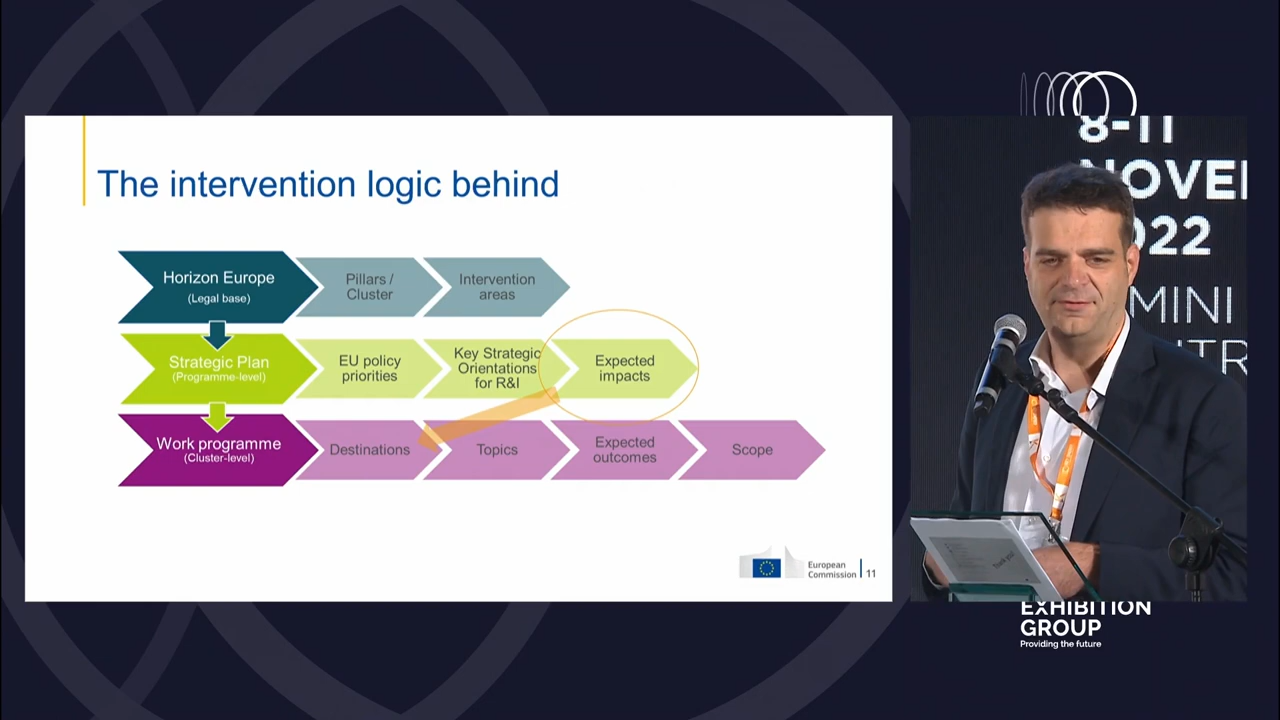 The intervention logic behind
Horizon Europe
(Legal base)
Pillars /
Cluster
Intervention
areas
Strategic Plan
(Programme-level)
EU policy
priorities
Key Strategic
Orientations
for R&I
Expected
impacts
Work programme
(Cluster-level)
Destinations
Topics
Expected
outcomes
Scope
European
Commission
11
8-11
NOVE
022
MINI
NTR
EXHIBITION
GROUP
Providing the future